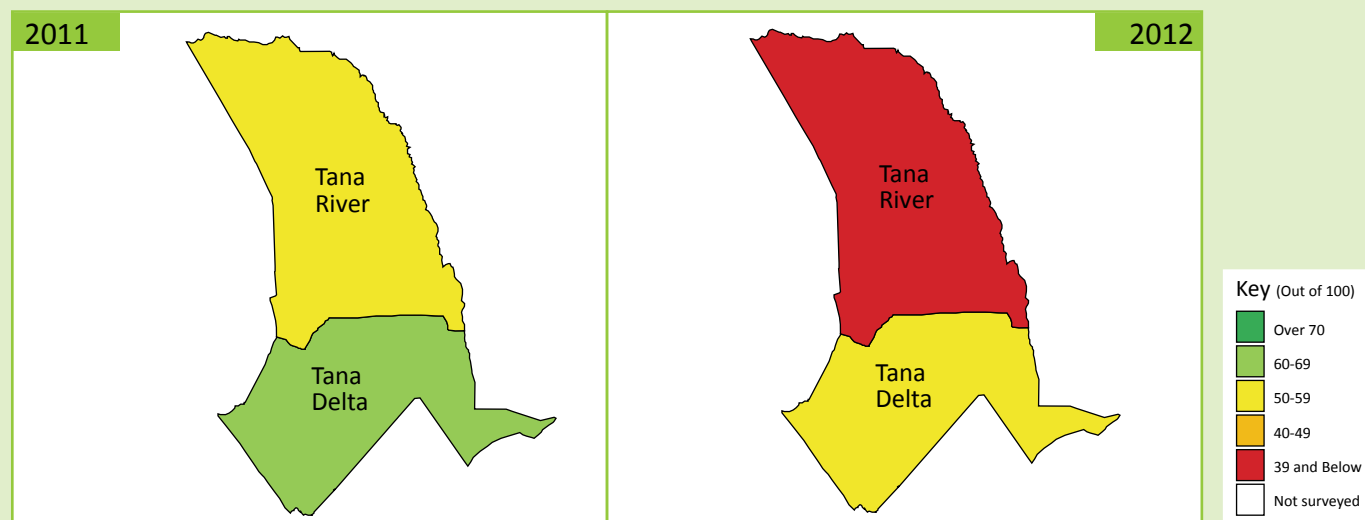 2011
2012
Tana
River
Tana
Delta
Tana
River
Tana
Delta
Key (Out of 100)
Over 70
60-69
50-59
40-49
39 and Below
Not surveyed